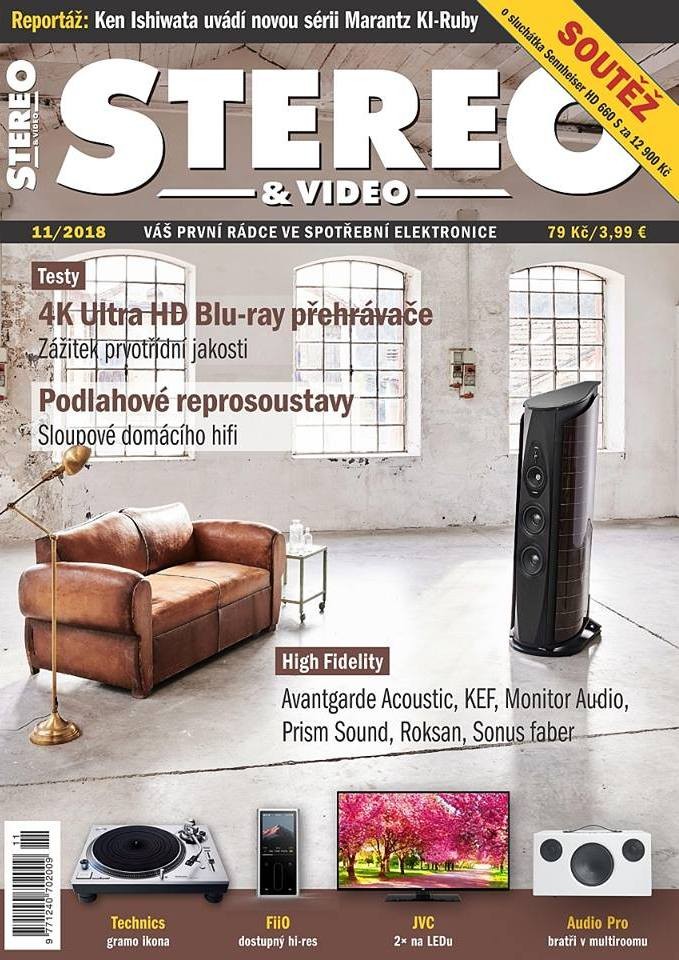 Reportáž: Ken Ishiwata uvádí novou sérii Marantz KI-Ruby
SOUTĚŽ
o sluchátka Sennheiser HD 660 S za 12 900 Kč
STEREO
& VIDEO
STEREO
& VIDEO
11/2018 VÁŠ PRVNÍ RÁDCE VE SPOTŘEBNÍ ELEKTRONICE 79 Kč/3,99 €
Testy
4K Ultra HD Blu-ray přehrávače
Zážitek prvotřídní jakosti
Podlahové reprosoustavy
Sloupové domácího hifi
High Fidelity
Avantgarde Acoustic, KEF, Monitor Audio,
Prism Sound, Roksan, Sonus faber
11
9 771240 702009
Technics
gramo ikona
FiiO
dostupný hi-res
JVC
2× na LEDu
Audio Pro
bratři v multiroomu